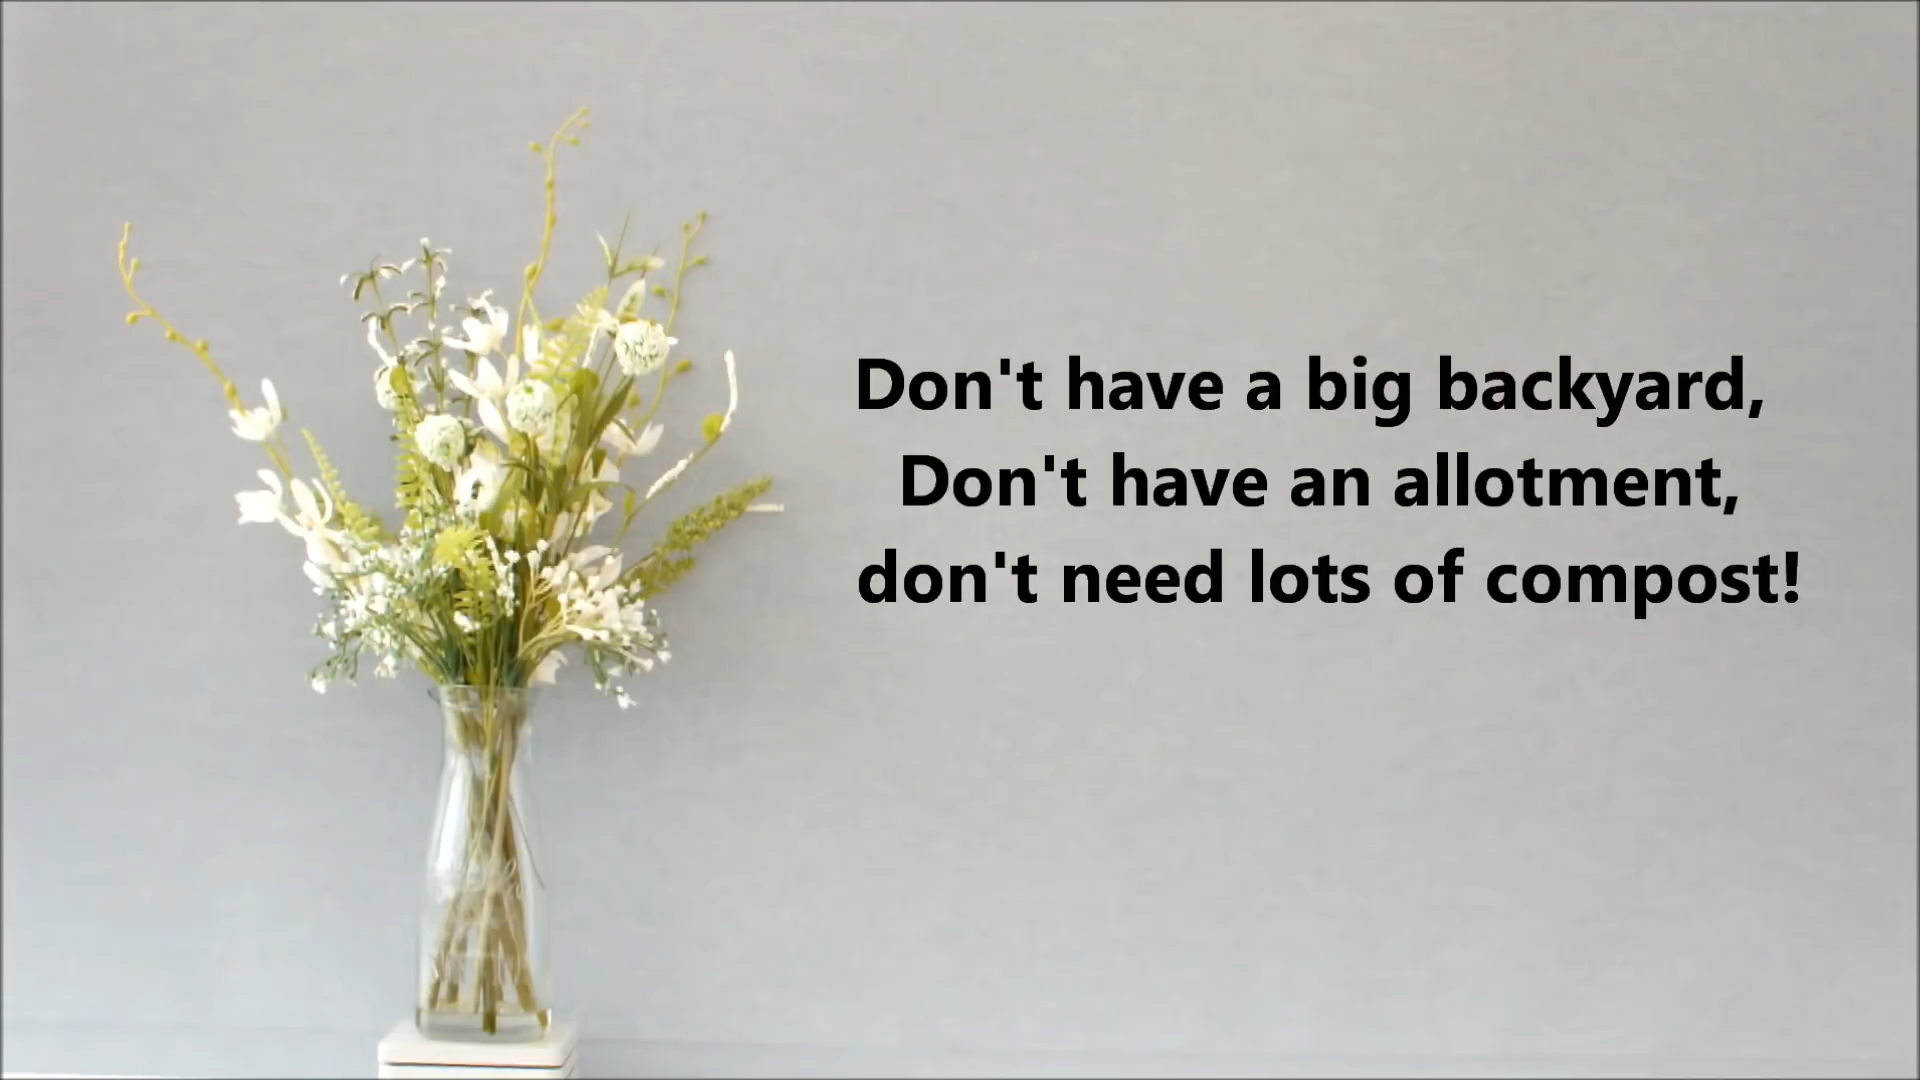 Don't have a big backyard,
Don't have an allotment,
don't need lots of compost!